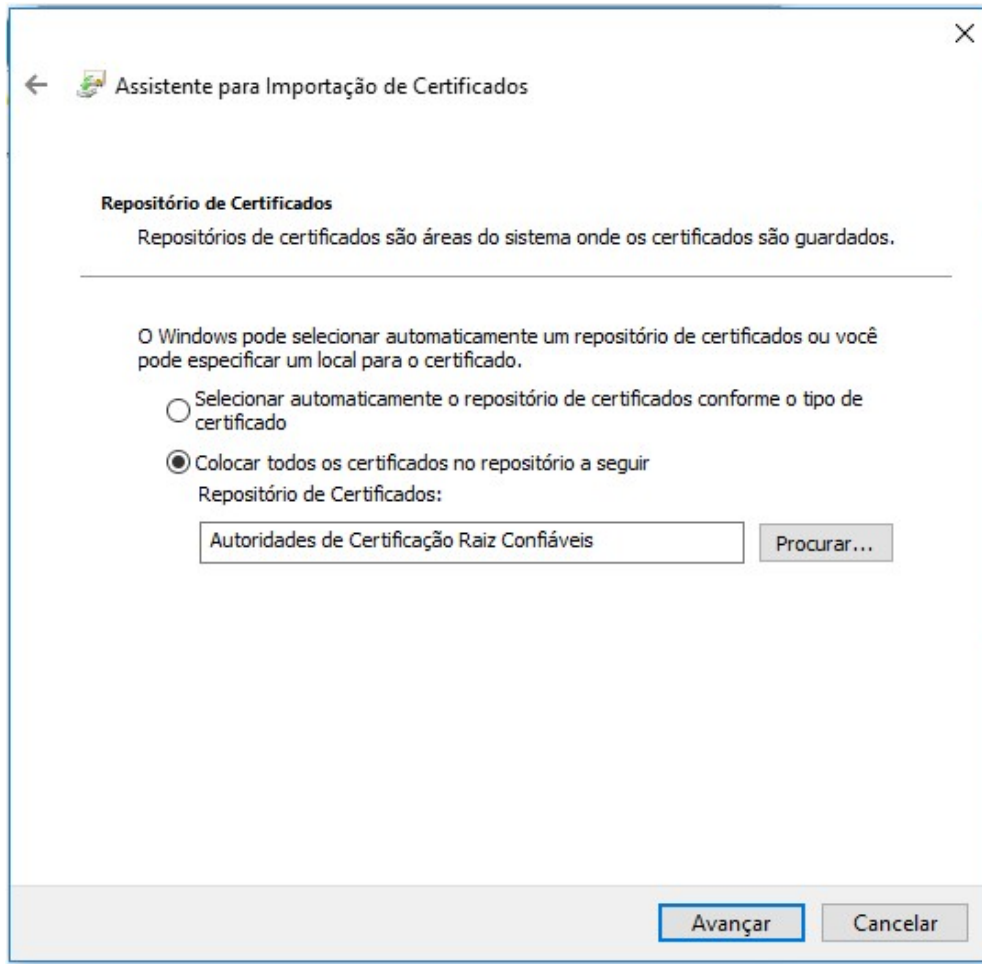 Assistente para Importação de Certificados
Repositório de Certificados
Repositórios de certificados são áreas do sistema onde os certificados são guardados.
O Windows pode selecionar automaticamente um repositório de certificados ou você
pode especificar um local para o certificado.
Selecionar automaticamente o repositório de certificados conforme o tipo de
certificado
Colocar todos os certificados no repositório a seguir
Repositório de Certificados:
Autoridades de Certificação Raiz Confiáveis
Procurar...
Avançar
Cancelar